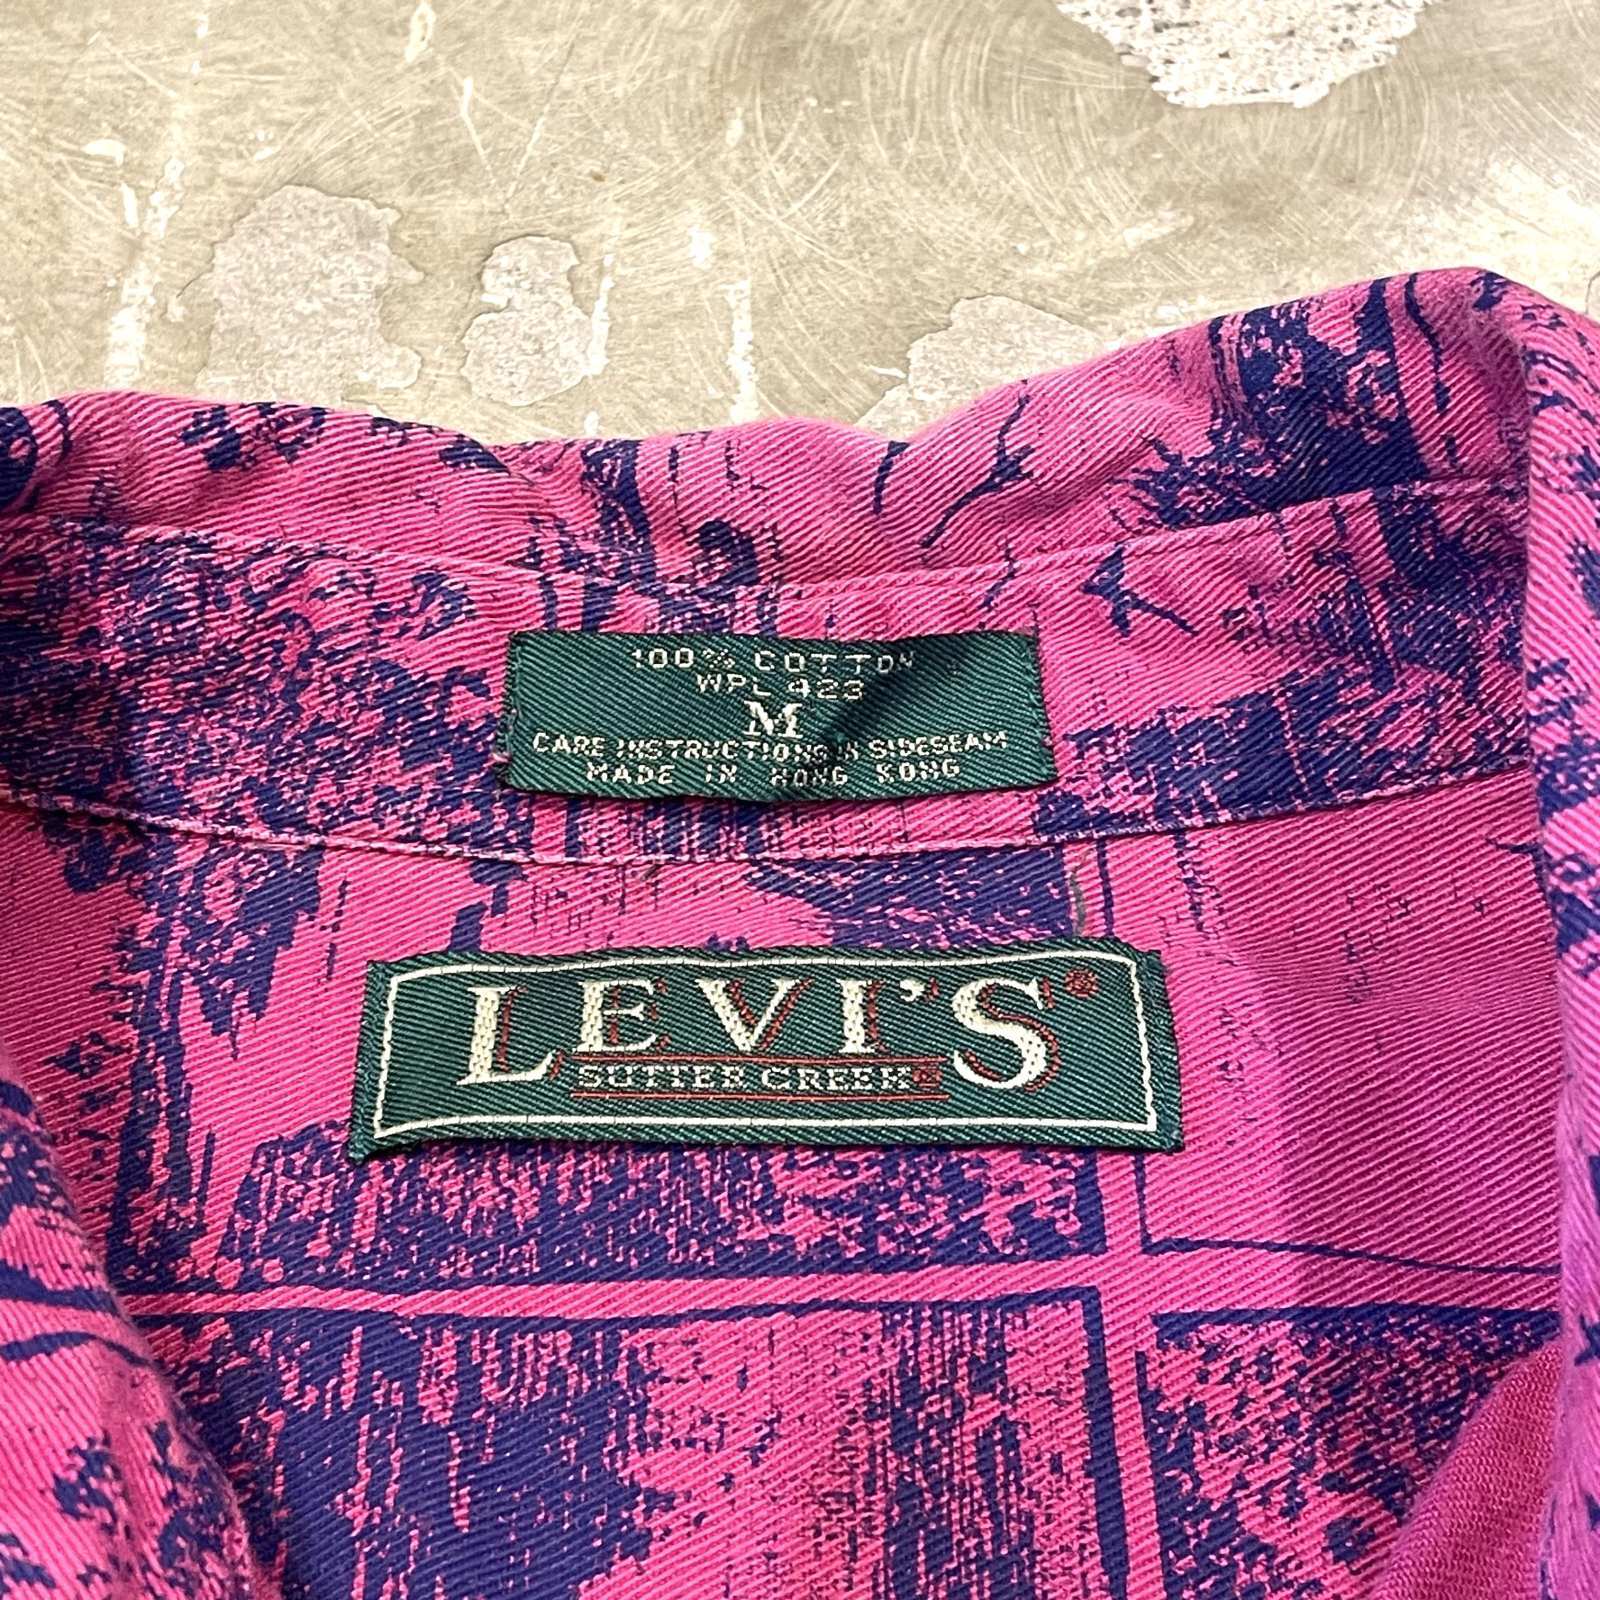 100% COTTON
WPL 423
M
CARE INSTRUCTIONS IN SIDESEAM
MADE IN HONG KONG
LEVI'S®
SUTTER CREEK®